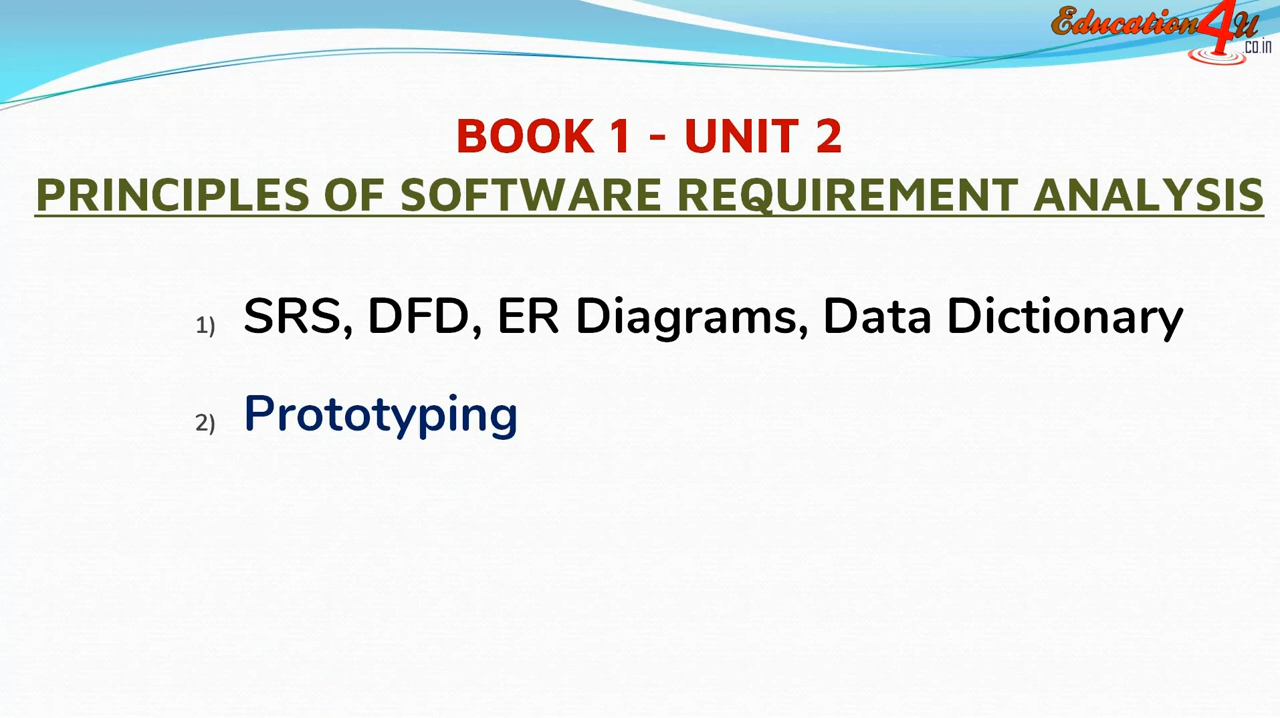 Education4U
.co.in
BOOK 1 - UNIT 2
PRINCIPLES OF SOFTWARE REQUIREMENT ANALYSIS
1) SRS, DFD, ER Diagrams, Data Dictionary
2) Prototyping